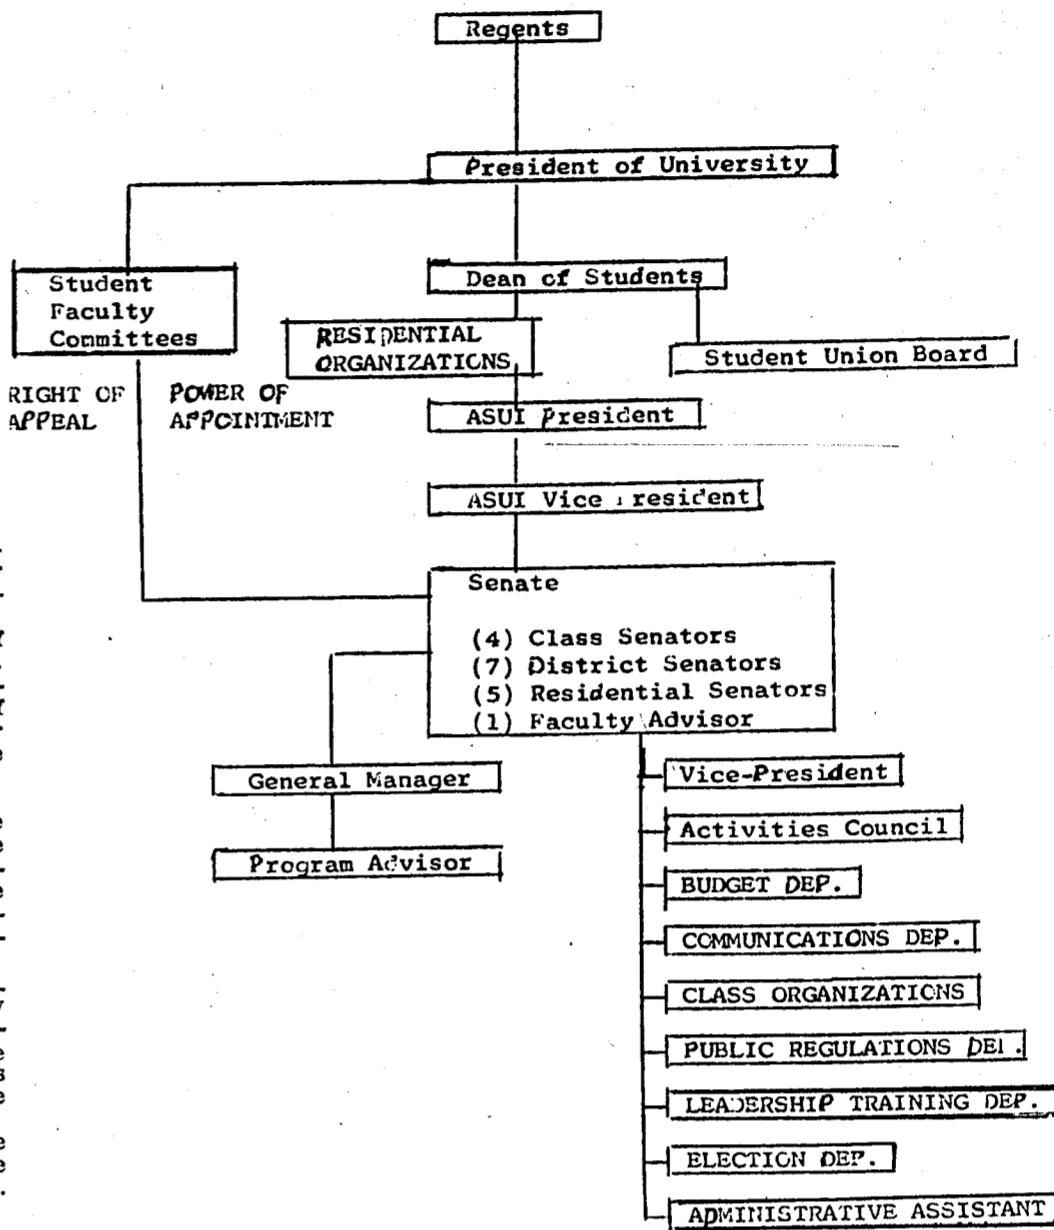 Regents
President of University
Student
Faculty
Committees
Dean of Students
RESIDENTIAL
ORGANIZATIONS
Student Union Board
RIGHT OF
APPEAL
POWER OF
APPOINTMENT
ASUI President
ASUI Vice President
Senate
(4) Class Senators
(7) District Senators
(5) Residential Senators
(1) Faculty Advisor
General Manager
Program Advisor
Vice-President
Activities Council
BUDGET DEP.
COMMUNICATIONS DEP.
CLASS ORGANIZATIONS
PUBLIC REGULATIONS DEP.
LEADERSHIP TRAINING DEP.
ELECTION DEP.
ADMINISTRATIVE ASSISTANT